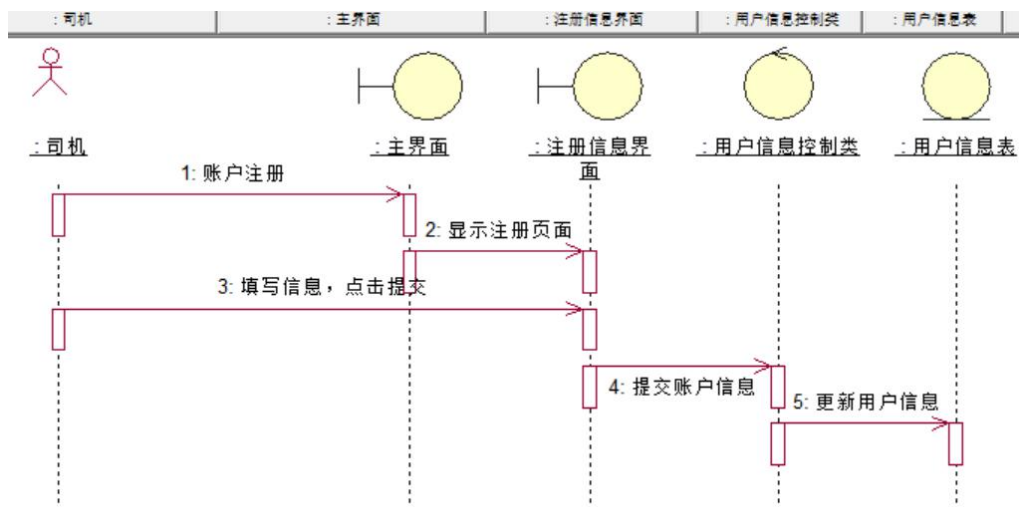 : 司机
: 主界面
: 注册信息界面
: 用户信息控制类
: 用户信息表
: 司机
: 主界面
: 注册信息界
面
: 用户信息控制类
: 用户信息表
1: 账户注册
2: 显示注册页面
3: 填写信息，点击提交
4: 提交账户信息
5: 更新用户信息